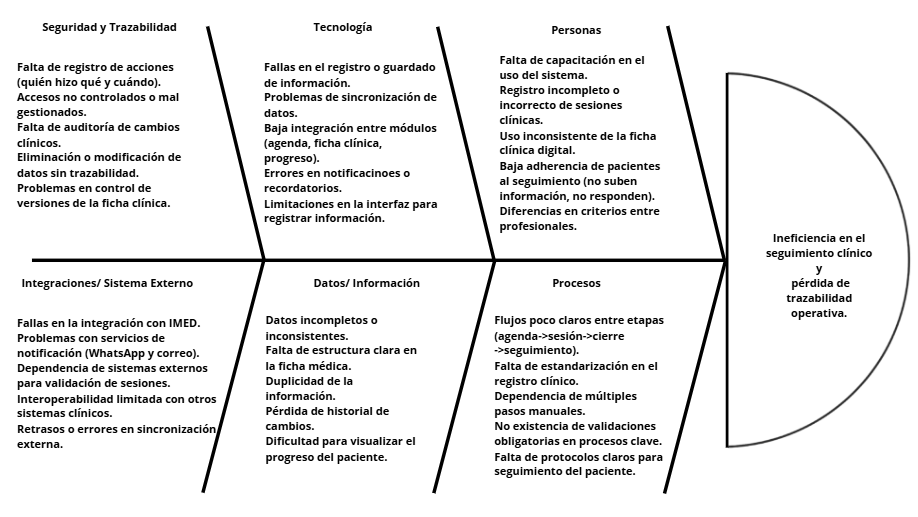 Seguridad y Trazabilidad
Falta de registro de acciones
(quién hizo qué y cuándo).
Accesos no controlados o mal
gestionados.
Falta de auditoría de cambios
clínicos.
Eliminación o modificación de
datos sin trazabilidad.
Problemas en control de
versiones de la ficha clínica.
Tecnología
Fallas en el registro o guardado
de información.
Problemas de sincronización de
datos.
Baja integración entre módulos
(agenda, ficha clínica,
progreso).
Errores en notificacinoes o
recordatorios.
Limitaciones en la interfaz para
registrar información.
Personas
Falta de capacitación en el
uso del sistema.
Registro incompleto o
incorrecto de sesiones
clínicas.
Uso inconsistente de la ficha
clínica digital.
Baja adherencia de pacientes
al seguimiento (no suben
información, no responden).
Diferencias en criterios entre
profesionales.
Ineficiencia en el
seguimiento clínico
y
pérdida de
trazabilidad
operativa.
Integraciones/ Sistema Externo
Fallas en la integración con IMED.
Problemas con servicios de
notificación (WhatsApp y correo).
Dependencia de sistemas externos
para validación de sesiones.
Interoperabilidad limitada con otros
sistemas clínicos.
Retrasos o errores en sincronización
externa.
Datos/ Información
Datos incompletos o
inconsistentes.
Falta de estructura clara en
la ficha médica.
Duplicidad de la
información.
Pérdida de historial de
cambios.
Dificultad para visualizar el
progreso del paciente.
Procesos
Flujos poco claros entre etapas
(agenda->sesión->cierre
->seguimiento).
Falta de estandarización en el
registro clínico.
Dependencia de múltiples
pasos manuales.
No existencia de validaciones
obligatorias en procesos clave.
Falta de protocolos claros para
seguimiento del paciente.